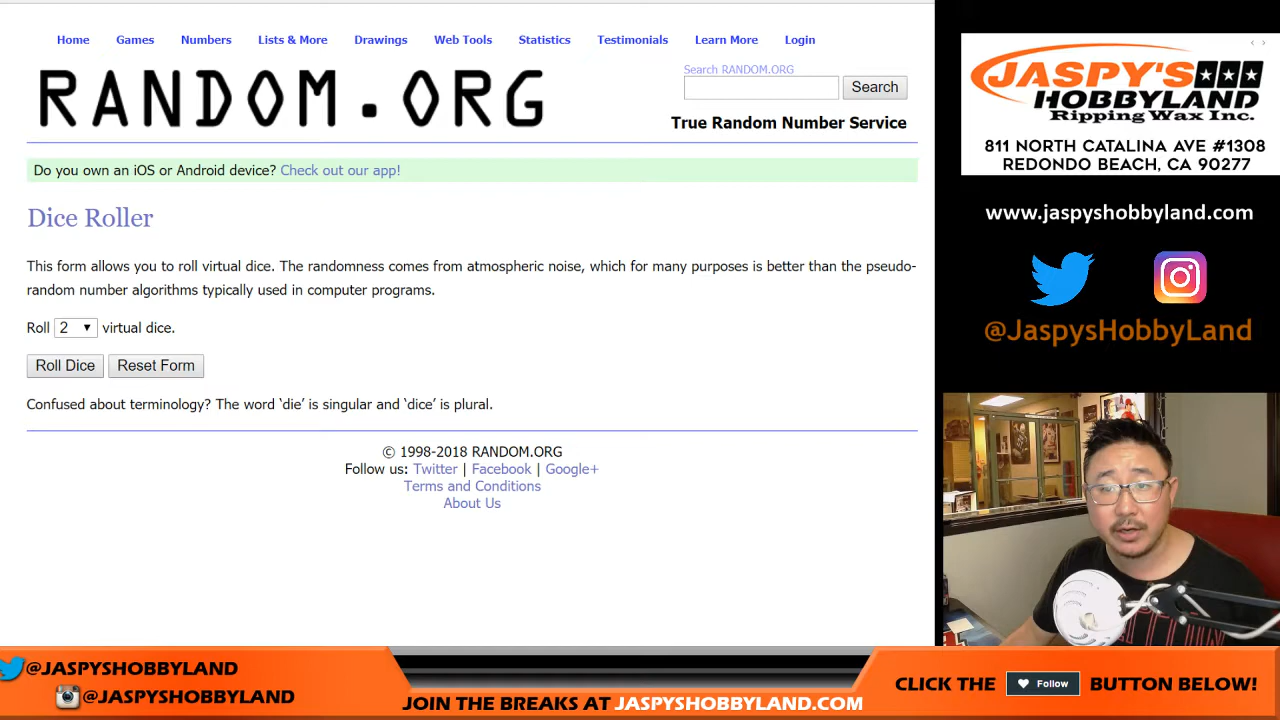 Home Games Numbers Lists & More Drawings Web Tools Statistics Testimonials Learn More Login
RANDOM.ORG
Search RANDOM.ORG
Search
True Random Number Service
Do you own an iOS or Android device? Check out our app!
Dice Roller
This form allows you to roll virtual dice. The randomness comes from atmospheric noise, which for many purposes is better than the pseudo-
random number algorithms typically used in computer programs.
Roll 2 virtual dice.
Roll Dice Reset Form
Confused about terminology? The word ‘die’ is singular and ‘dice’ is plural.
© 1998-2018 RANDOM.ORG
Follow us: Twitter | Facebook | Google+
Terms and Conditions
About Us
JASPY'S
HOBBYLAND
Ripping Wax Inc.
811 NORTH CATALINA AVE #1308
REDONDO BEACH, CA 90277
www.jaspyshobbyland.com
@JaspysHobbyLand
@JASPYSHOBBYLAND
@JASPYSHOBBYLAND
JOIN THE BREAKS AT JASPYSHOBBYLAND.COM
CLICK THE Follow BUTTON BELOW!